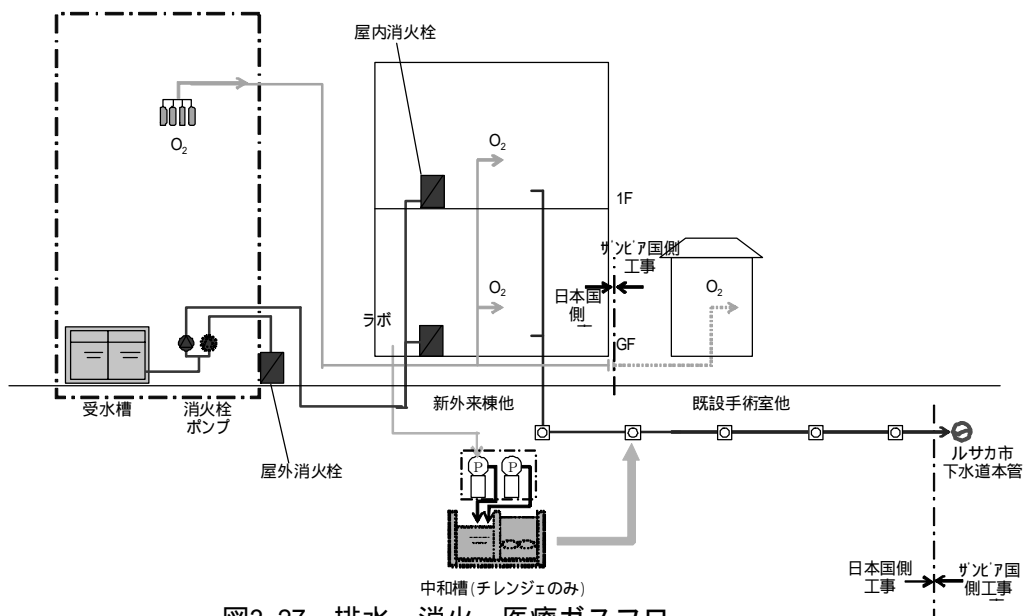 屋内消火栓
O2
O2
1F
ザンビア国側
工事
日本国
側
O2
O2
ラボ
GF
受水槽
消火栓
ポンプ
新外来棟他
既設手術室他
屋外消火栓
P
P
ルサカ市
下水道本管
中和槽(チレンジェのみ)
日本国側
工事
ザンビア国
側工事
図3-27 排水、消火、医療ガスフロー